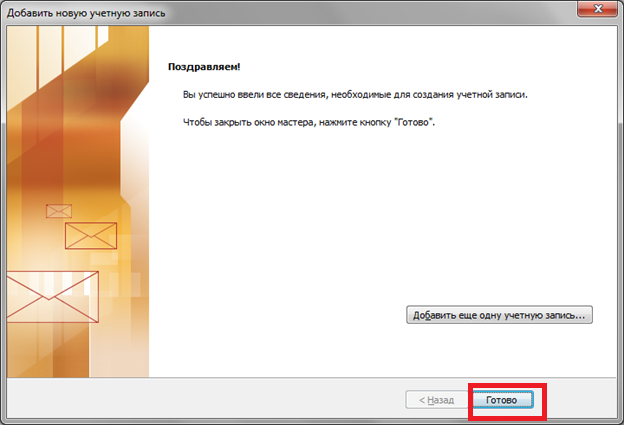 Добавить новую учетную запись
Поздравляем!
Вы успешно ввели все сведения, необходимые для создания учетной записи.
Чтобы закрыть окно мастера, нажмите кнопку "Готово".
Добавить еще одну учетную запись...
< Назад
Готово